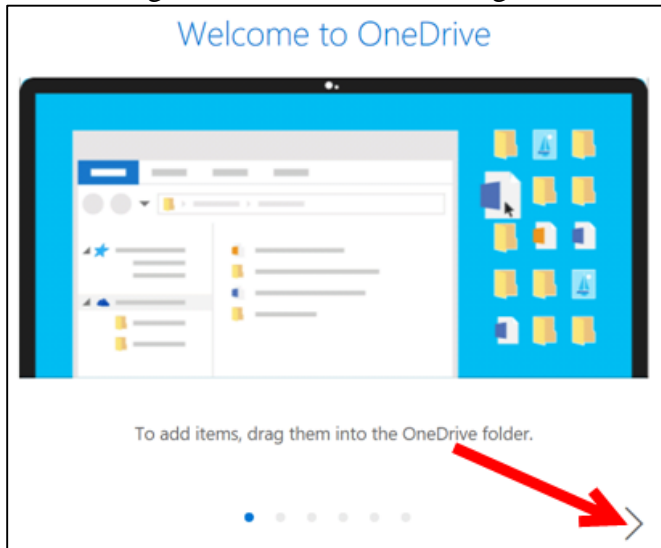 Welcome to OneDrive
To add items, drag them into the OneDrive folder.